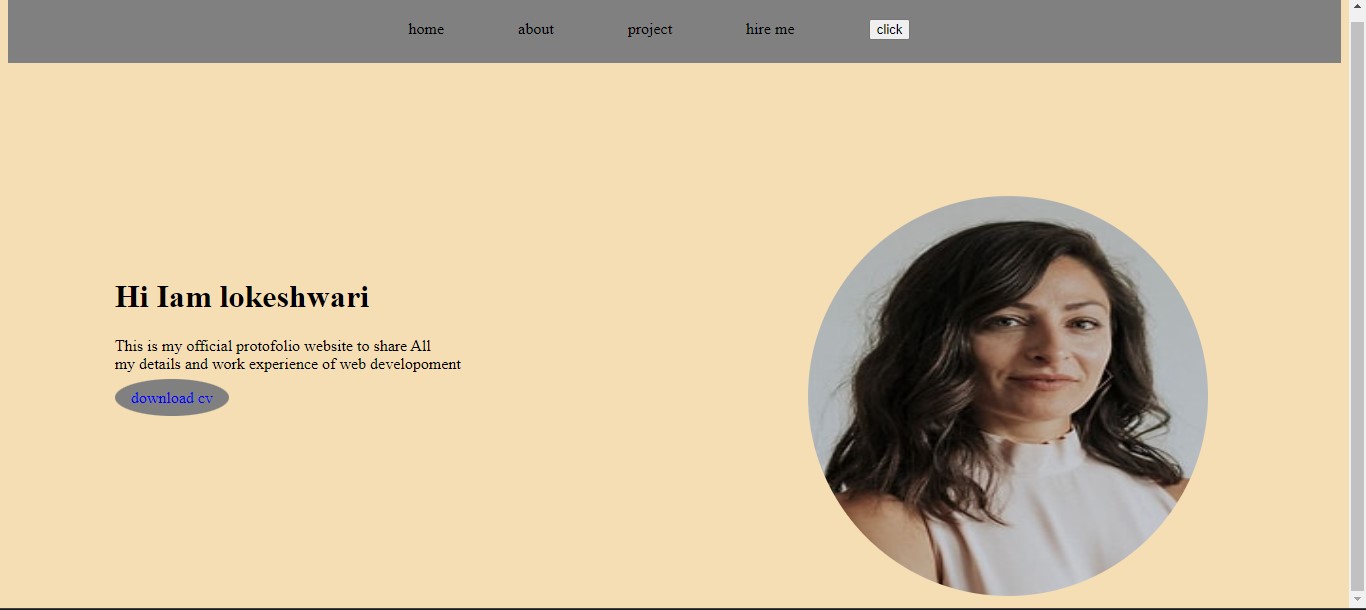 home about project hire me click
Hi Iam lokeshwari
This is my official protofolio website to share All
my details and work experience of web developoment
download cv